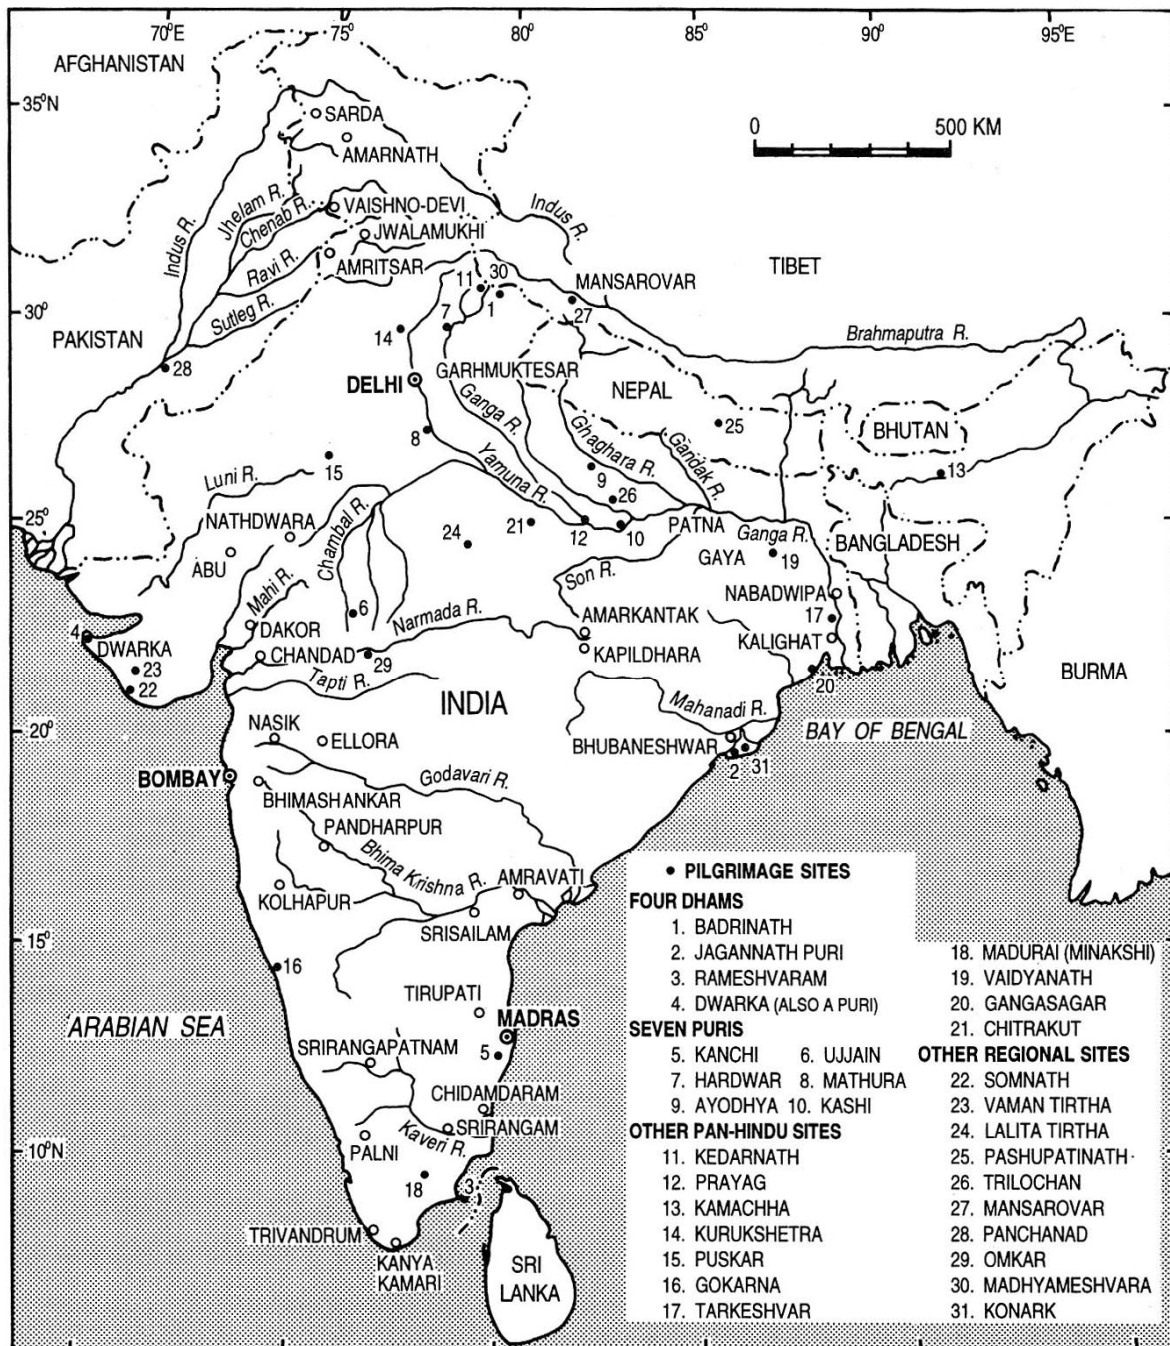 70°E 75° 80° 85° 90° 95°E
AFGHANISTAN
35°N
SARDA
0 500 KM
AMARNATH
Jhelam R.
Chenab R.
VAISHNO-DEVI
Indus R.
Indus R.
JWALAMUKHI
Ravi R.
AMRITSAR
TIBET
11 30
MANSAROVAR
Sutleg R.
1
30°
7
27
14
PAKISTAN
Brahmaputra R.
28
GARHMUKTESAR
DELHI
NEPAL
Ganga R.
25
BHUTAN
8
Ghaghara R.
Gandak R.
15
13
Luni R.
9
Yamuna R.
26
25°
NATHDWARA
Chambal R.
24
21
12
10
PATNA
Ganga R.
BANGLADESH
GAYA
19
ABU
Son R.
Mahi R.
NABADWIPA
6
Narmada R.
AMARKANTAK
17
DAKOR
4
DWARKA
KALIGHAT
CHANDAD
29
KAPILDHARA
23
Tapti R.
BURMA
22
20
INDIA
Mahanadi R.
NASIK
20°
BAY OF BENGAL
ELLORA
BHUBANESHWAR
2 31
BOMBAY
Godavari R.
BHIMASHANKAR
PANDHARPUR
Bhima Krishna R.
AMRAVATI
KOLHAPUR
SRISAILAM
15°
16
TIRUPATI
MADRAS
ARABIAN SEA
SRIRANGAPATNAM
5
CHIDAMDARAM
Kaveri R.
SRIRANGAM
10°N
PALNI
18
3
TRIVANDRUM
KANYA
KAMARI
SRI
LANKA
PILGRIMAGE SITES
FOUR DHAMS
1. BADRINATH
2. JAGANNATH PURI
3. RAMESHVARAM
4. DWARKA (ALSO A PURI)
SEVEN PURIS
5. KANCHI 6. UJJAIN
7. HARDWAR 8. MATHURA
9. AYODHYA 10. KASHI
OTHER PAN-HINDU SITES
11. KEDARNATH
12. PRAYAG
13. KAMACHHA
14. KURUKSHETRA
15. PUSKAR
16. GOKARNA
17. TARKESHVAR
18. MADURAI (MINAKSHI)
19. VAIDYANATH
20. GANGASAGAR
21. CHITRAKUT
OTHER REGIONAL SITES
22. SOMNATH
23. VAMAN TIRTHA
24. LALITA TIRTHA
25. PASHUPATINATH
26. TRILOCHAN
27. MANSAROVAR
28. PANCHANAD
29. OMKAR
30. MADHYAMESHVARA
31. KONARK